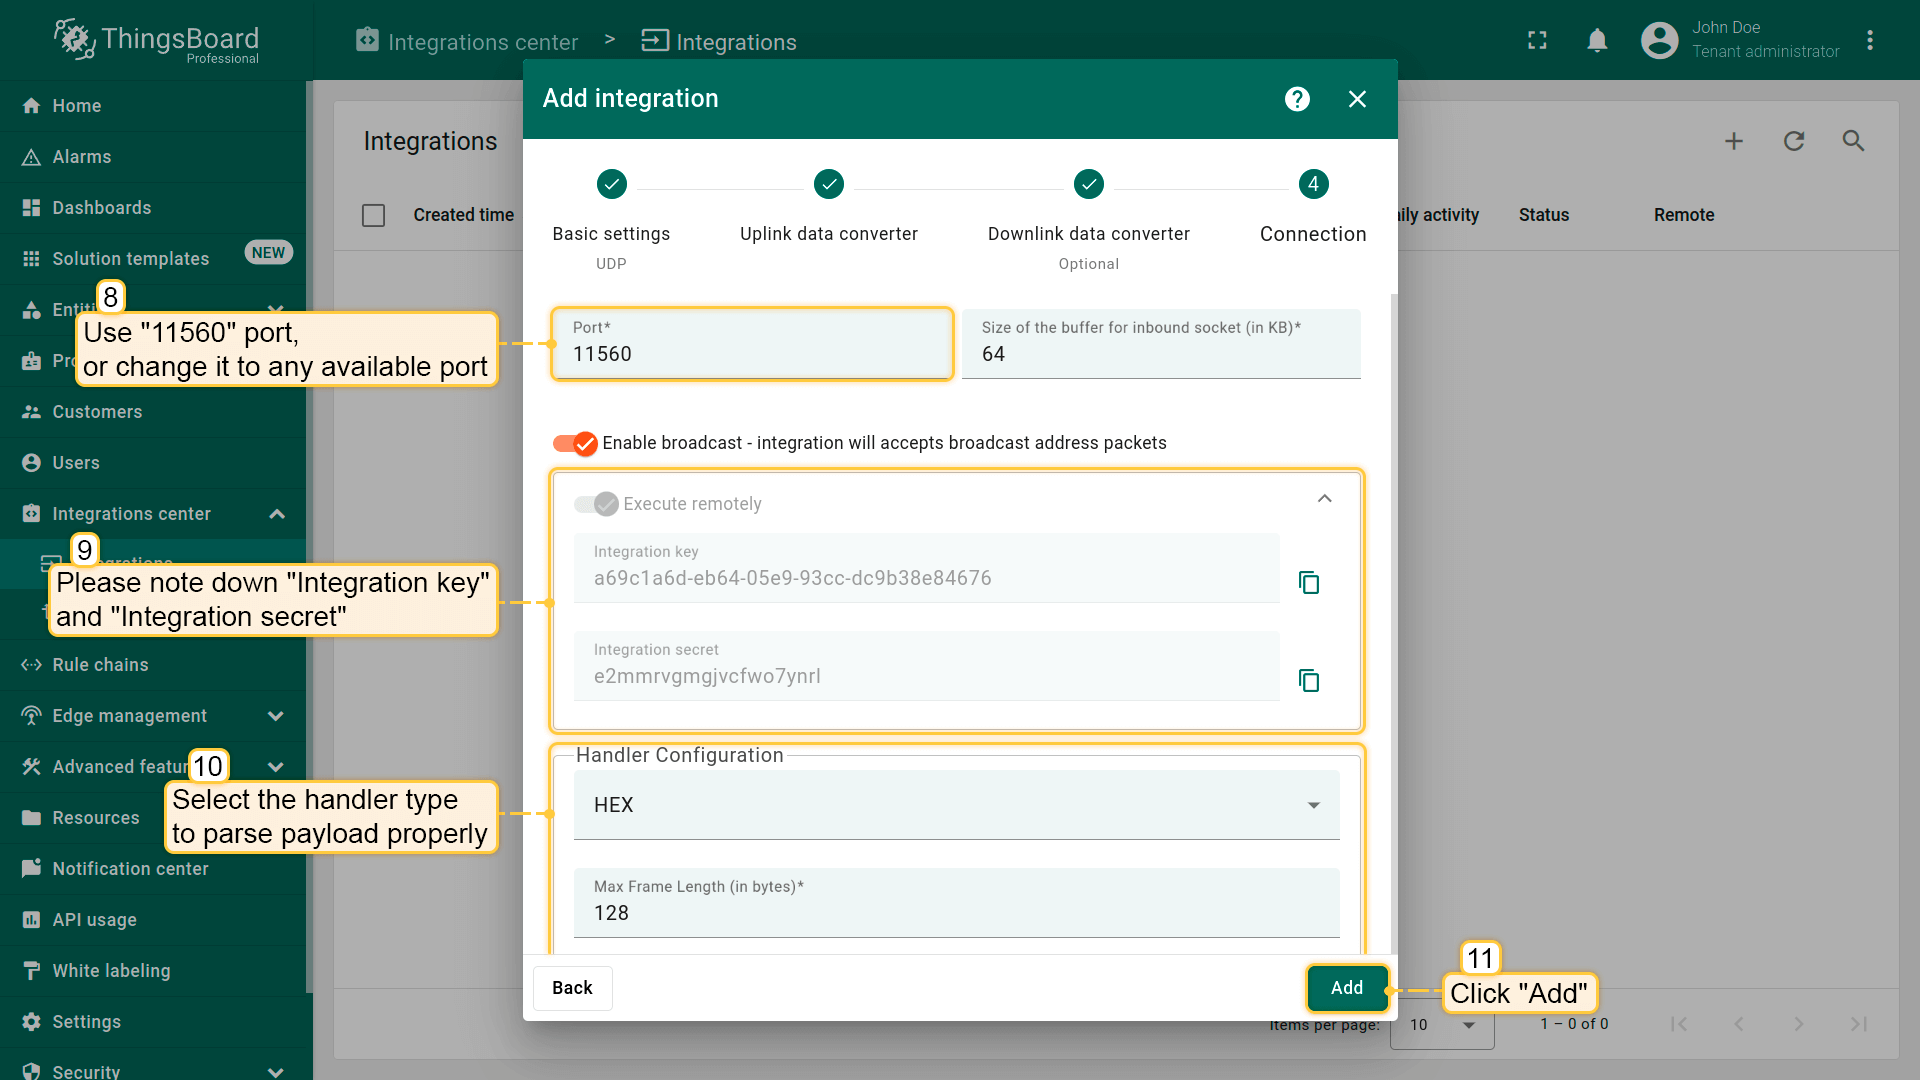 ThingsBoard
Professional
Integrations center > Integrations
John Doe
Tenant administrator
Home
Alarms
Dashboards
Solution templates NEW
Customers
Users
Integrations center
Rule chains
Edge management
Resources
Notification center
API usage
White labeling
Settings
Security
Integrations
Created time
Status
Remote
activity
Items per page: 10
1 – 0 of 0
Add integration
Basic settings
UDP
Uplink data converter
Downlink data converter
Optional
4
Connection
Port*
11560
Size of the buffer for inbound socket (in KB)*
64
Enable broadcast - integration will accepts broadcast address packets
Execute remotely
Integration key
a69c1a6d-eb64-05e9-93cc-dc9b38e84676
Integration secret
e2mmrvgmgjvcfwo7ynrl
Handler Configuration
HEX
Max Frame Length (in bytes)*
128
Back
Add
8
Use "11560" port,
or change it to any available port
9
Please note down "Integration key"
and "Integration secret"
Advanced
10
Select the handler type
to parse payload properly
11
Click "Add"